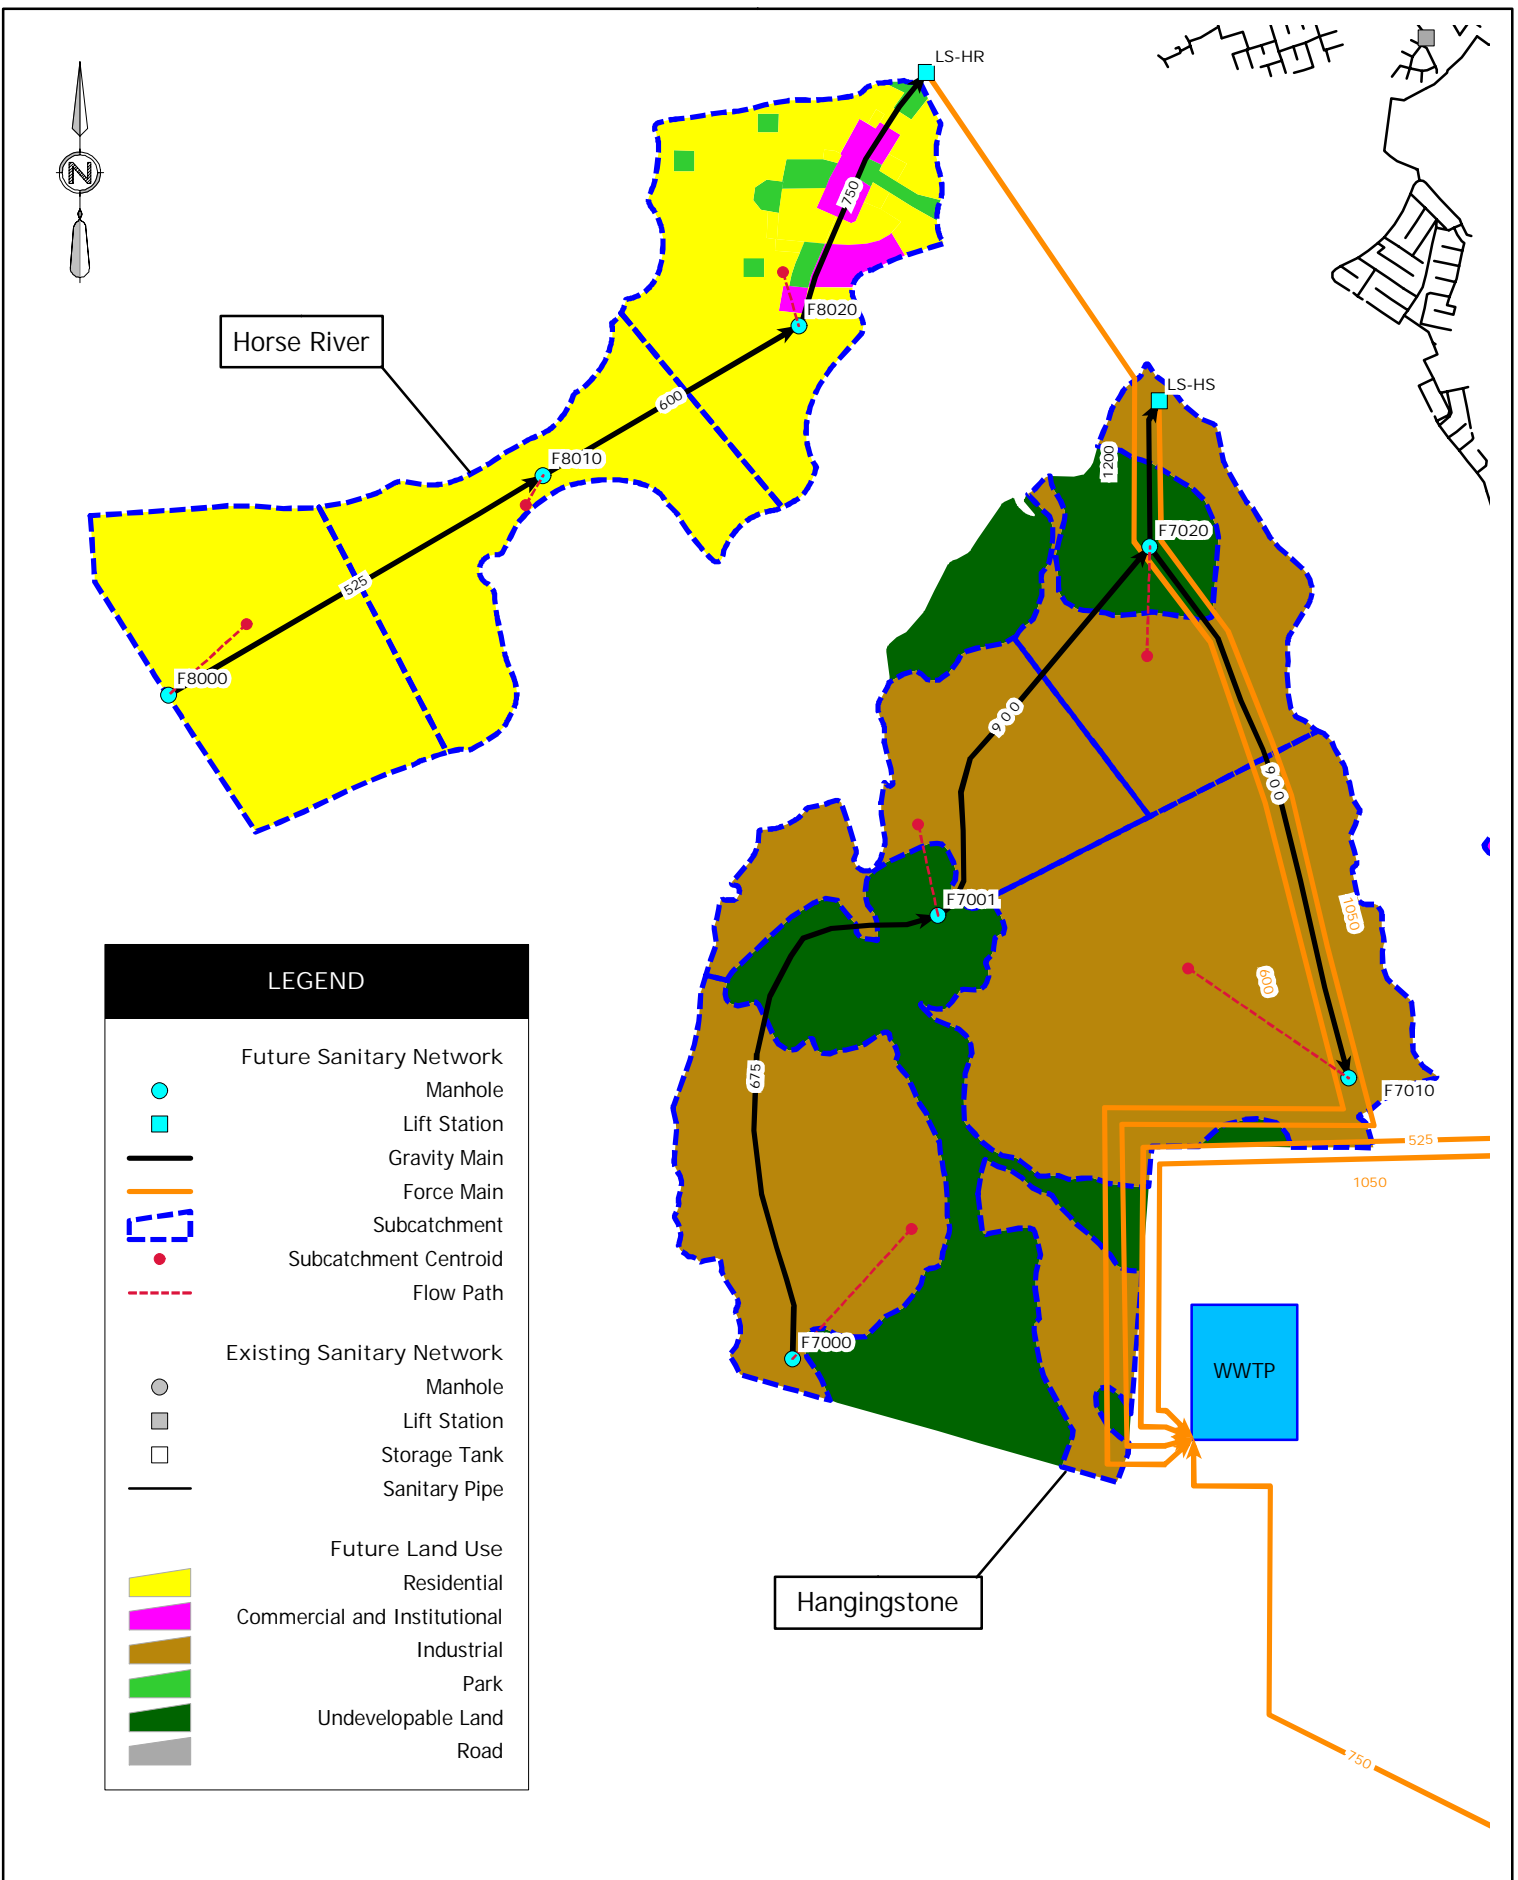 LS-HR
N
750
F8020
Horse River
LS-HS
600
F8010
1200
F7020
525
F8000
900
900
F7001
1050
600
675
F7010
525
1050
F7000
WWTP
Hangingstone
750
LEGEND
Future Sanitary Network
Manhole
Lift Station
Gravity Main
Force Main
Subcatchment
Subcatchment Centroid
Flow Path
Existing Sanitary Network
Manhole
Lift Station
Storage Tank
Sanitary Pipe
Future Land Use
Residential
Commercial and Institutional
Industrial
Park
Undevelopable Land
Road